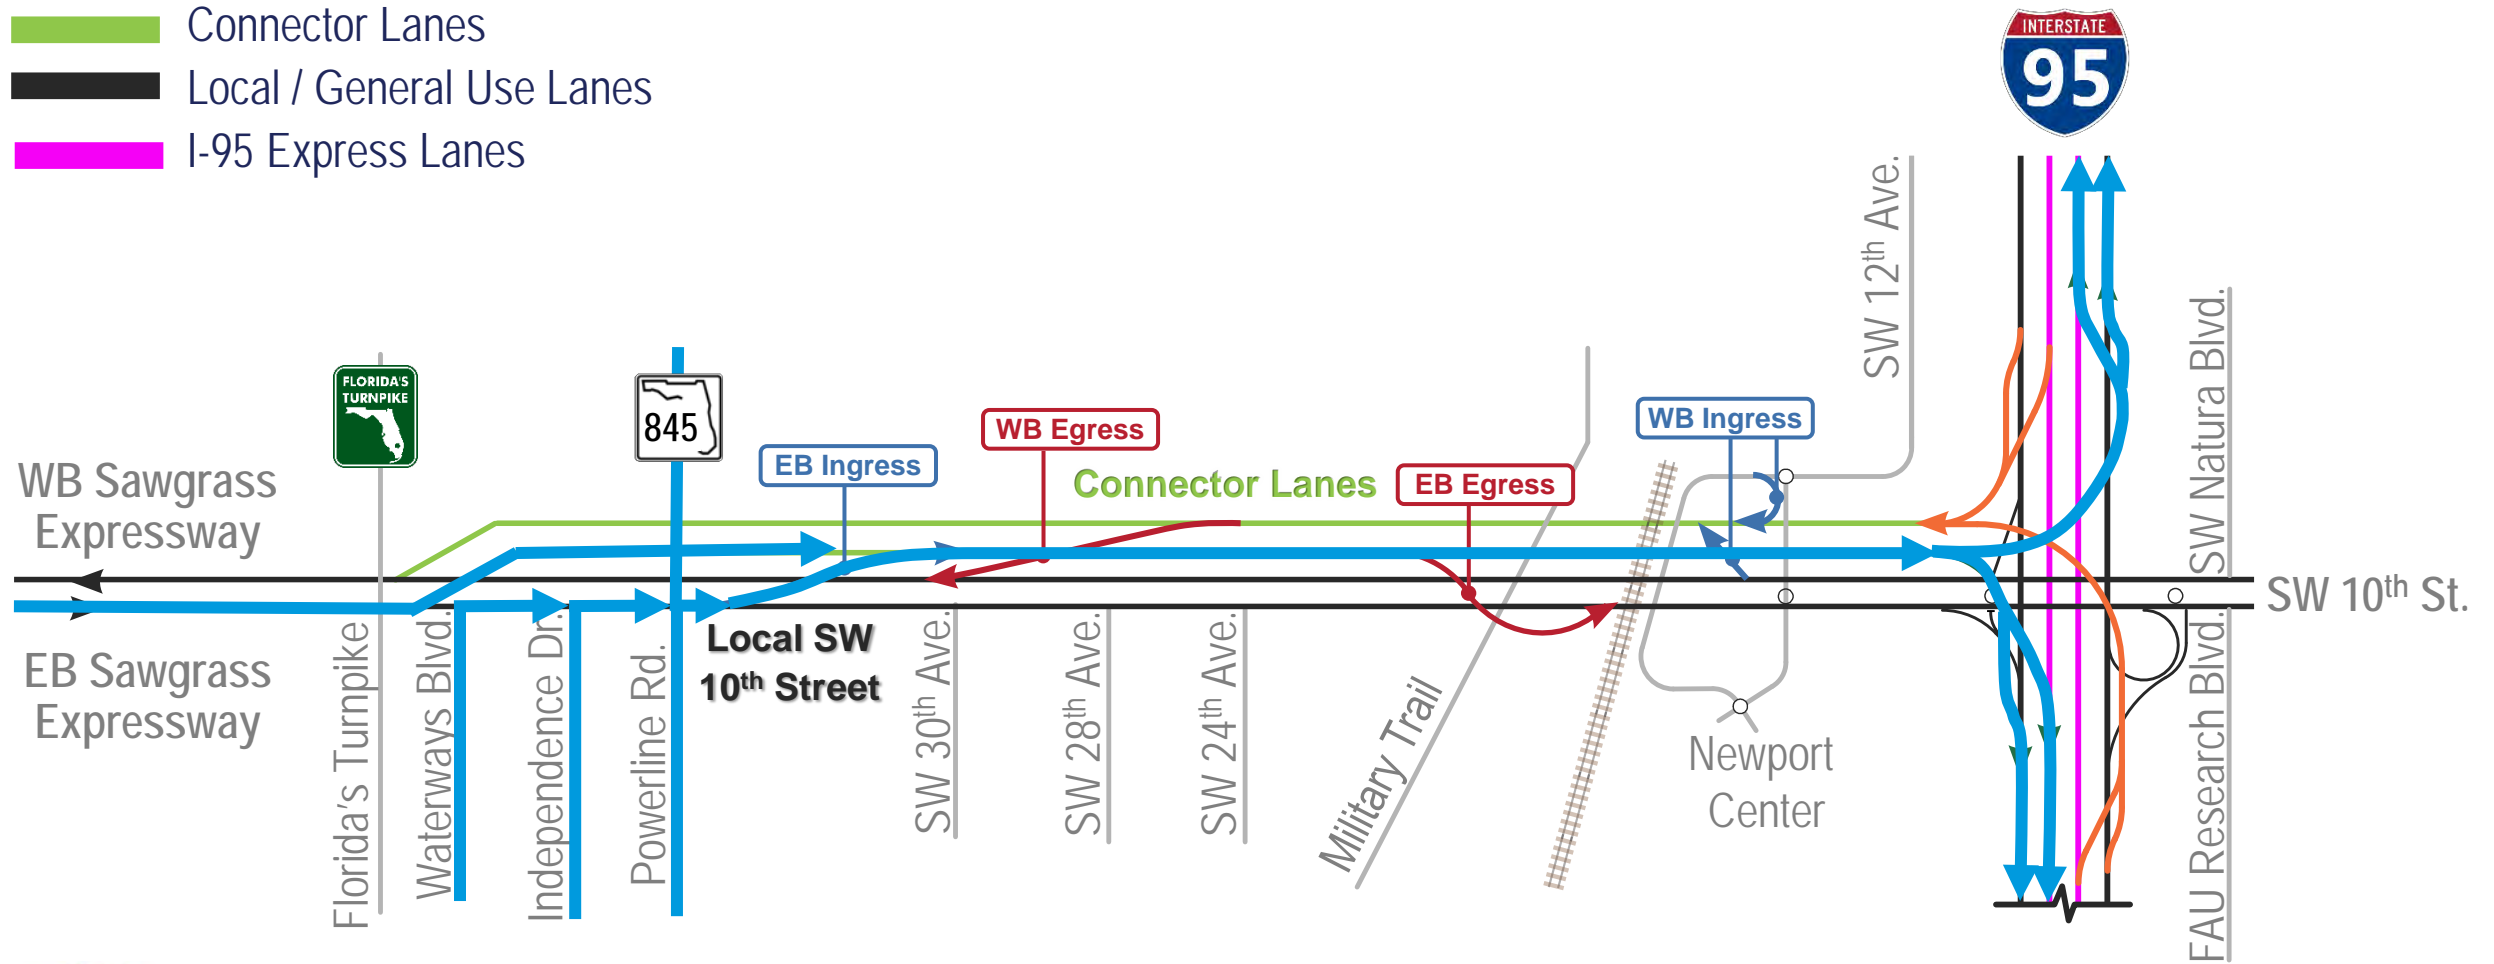 Connector Lanes
Local / General Use Lanes
I-95 Express Lanes
INTERSTATE
95
SW 12th Ave.
SW Natura Blvd.
FLORIDA'S
TURNPIKE
845
WB Egress
WB Ingress
EB Ingress
Connector Lanes
EB Egress
WB Sawgrass
Expressway
SW 10th St.
EB Sawgrass
Expressway
Florida's Turnpike
Waterways Blvd.
Independence Dr.
Powerline Rd.
Local SW
10th Street
SW 30th Ave.
SW 28th Ave.
SW 24th Ave.
Military Trail
Newport
Center
FAU Research Blvd.